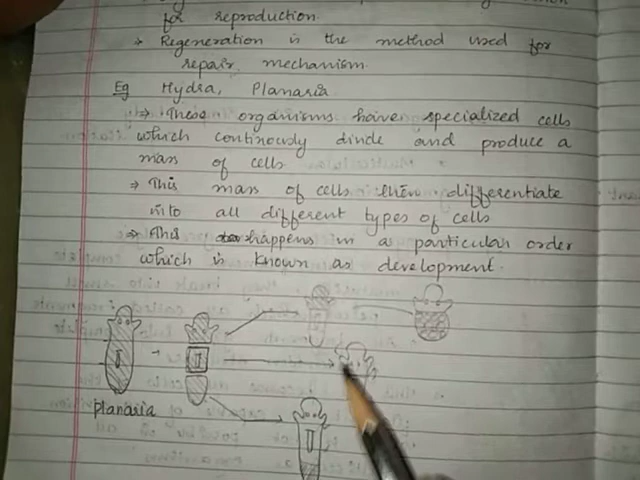 for reproduction.
→ Regeneration is the method used for
repair mechanism.
Eg Hydra, Planaria
⇒ These organisms have specialized cells
which continously divide and produce a
mass of cells
⇒ This mass of cells then differentiate
into all different types of cells
⇒ This happens in a particular order
which is known as development.
Planaria